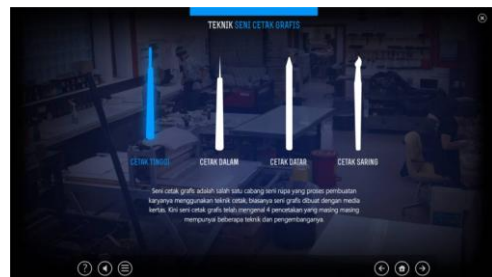 TEKNIK SENI CETAK GRAFIS
CETAK TINGGI
CETAK DALAM
CETAK DATAR
CETAK SARING
Seni cetak grafis adalah salah satu cabang seni rupa yang proses pembuatan
karyanya menggunakan teknik cetak, biasanya seni grafis dibuat dengan media
kertas. Kini seni cetak grafis telah mengenal 4 pencetakan yang masing masing
mempunyai beberapa teknik dan pengembanganya.
?